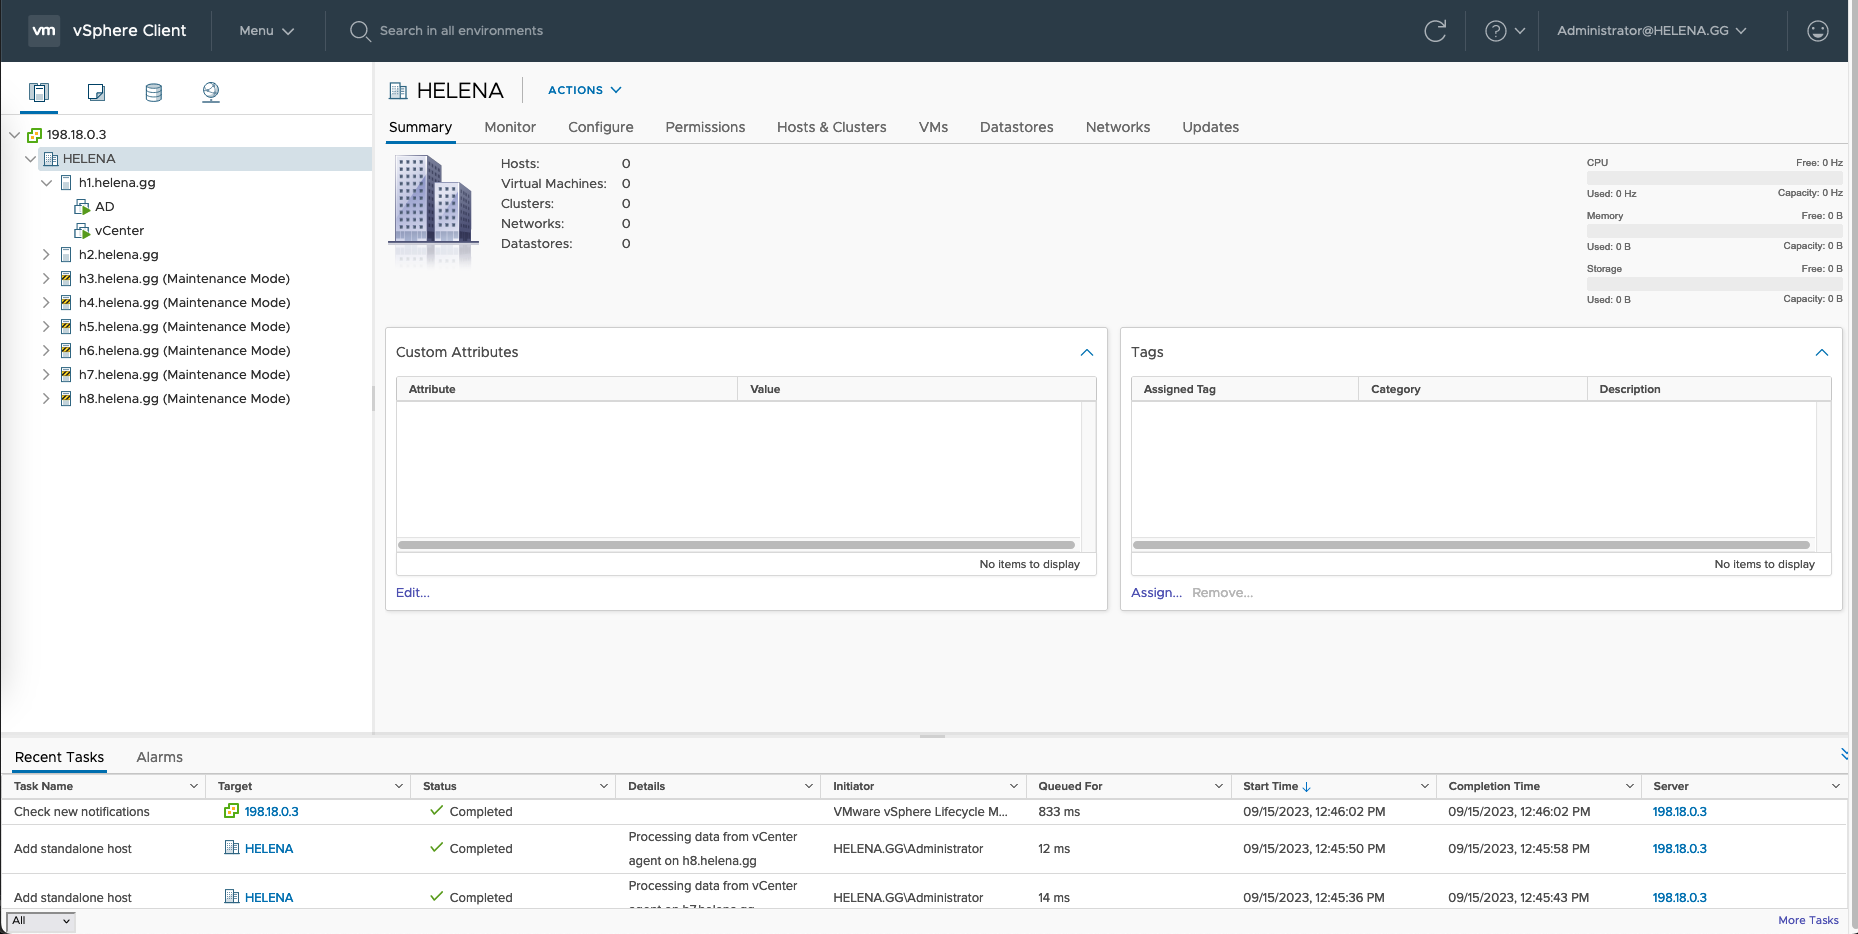 vm vSphere Client Menu Search in all environments Administrator@HELENA.GG
198.18.0.3
HELENA
h1.helena.gg
AD
vCenter
h2.helena.gg
h3.helena.gg (Maintenance Mode)
h4.helena.gg (Maintenance Mode)
h5.helena.gg (Maintenance Mode)
h6.helena.gg (Maintenance Mode)
h7.helena.gg (Maintenance Mode)
h8.helena.gg (Maintenance Mode)
HELENA ACTIONS
Summary Monitor Configure Permissions Hosts & Clusters VMs Datastores Networks Updates
Hosts: 0
Virtual Machines: 0
Clusters: 0
Networks: 0
Datastores: 0
CPU Free: 0 Hz
Used: 0 Hz Capacity: 0 Hz
Memory Free: 0 B
Used: 0 B Capacity: 0 B
Storage Free: 0 B
Used: 0 B Capacity: 0 B
Custom Attributes
Attribute Value
No items to display
Edit...
Tags
Assigned Tag Category Description
No items to display
Assign... Remove...
Recent Tasks Alarms
Task Name Target Status Details Initiator Queued For Start Time Completion Time Server
Check new notifications 198.18.0.3 Completed VMware vSphere Lifecycle M... 833 ms 09/15/2023, 12:46:02 PM 09/15/2023, 12:46:02 PM 198.18.0.3
Add standalone host HELENA Completed Processing data from vCenter
agent on h8.helena.gg HELENA.GG\Administrator 12 ms 09/15/2023, 12:45:50 PM 09/15/2023, 12:45:58 PM 198.18.0.3
Add standalone host HELENA Completed Processing data from vCenter
agent on h7.helena.gg HELENA.GG\Administrator 14 ms 09/15/2023, 12:45:36 PM 09/15/2023, 12:45:43 PM 198.18.0.3
All More Tasks